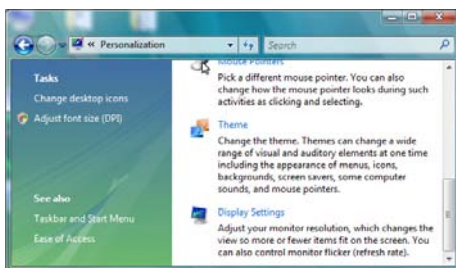 « Personalization
Search
Tasks
Change desktop icons
Adjust font size (DPI)
See also
Taskbar and Start Menu
Ease of Access
Mouse Pointers
Pick a different mouse pointer. You can also
change how the mouse pointer looks during such
activities as clicking and selecting.
Theme
Change the theme. Themes can change a wide
range of visual and auditory elements at one time
including the appearance of menus, icons,
backgrounds, screen savers, some computer
sounds, and mouse pointers.
Display Settings
Adjust your monitor resolution, which changes the
view so more or fewer items fit on the screen. You
can also control monitor flicker (refresh rate).